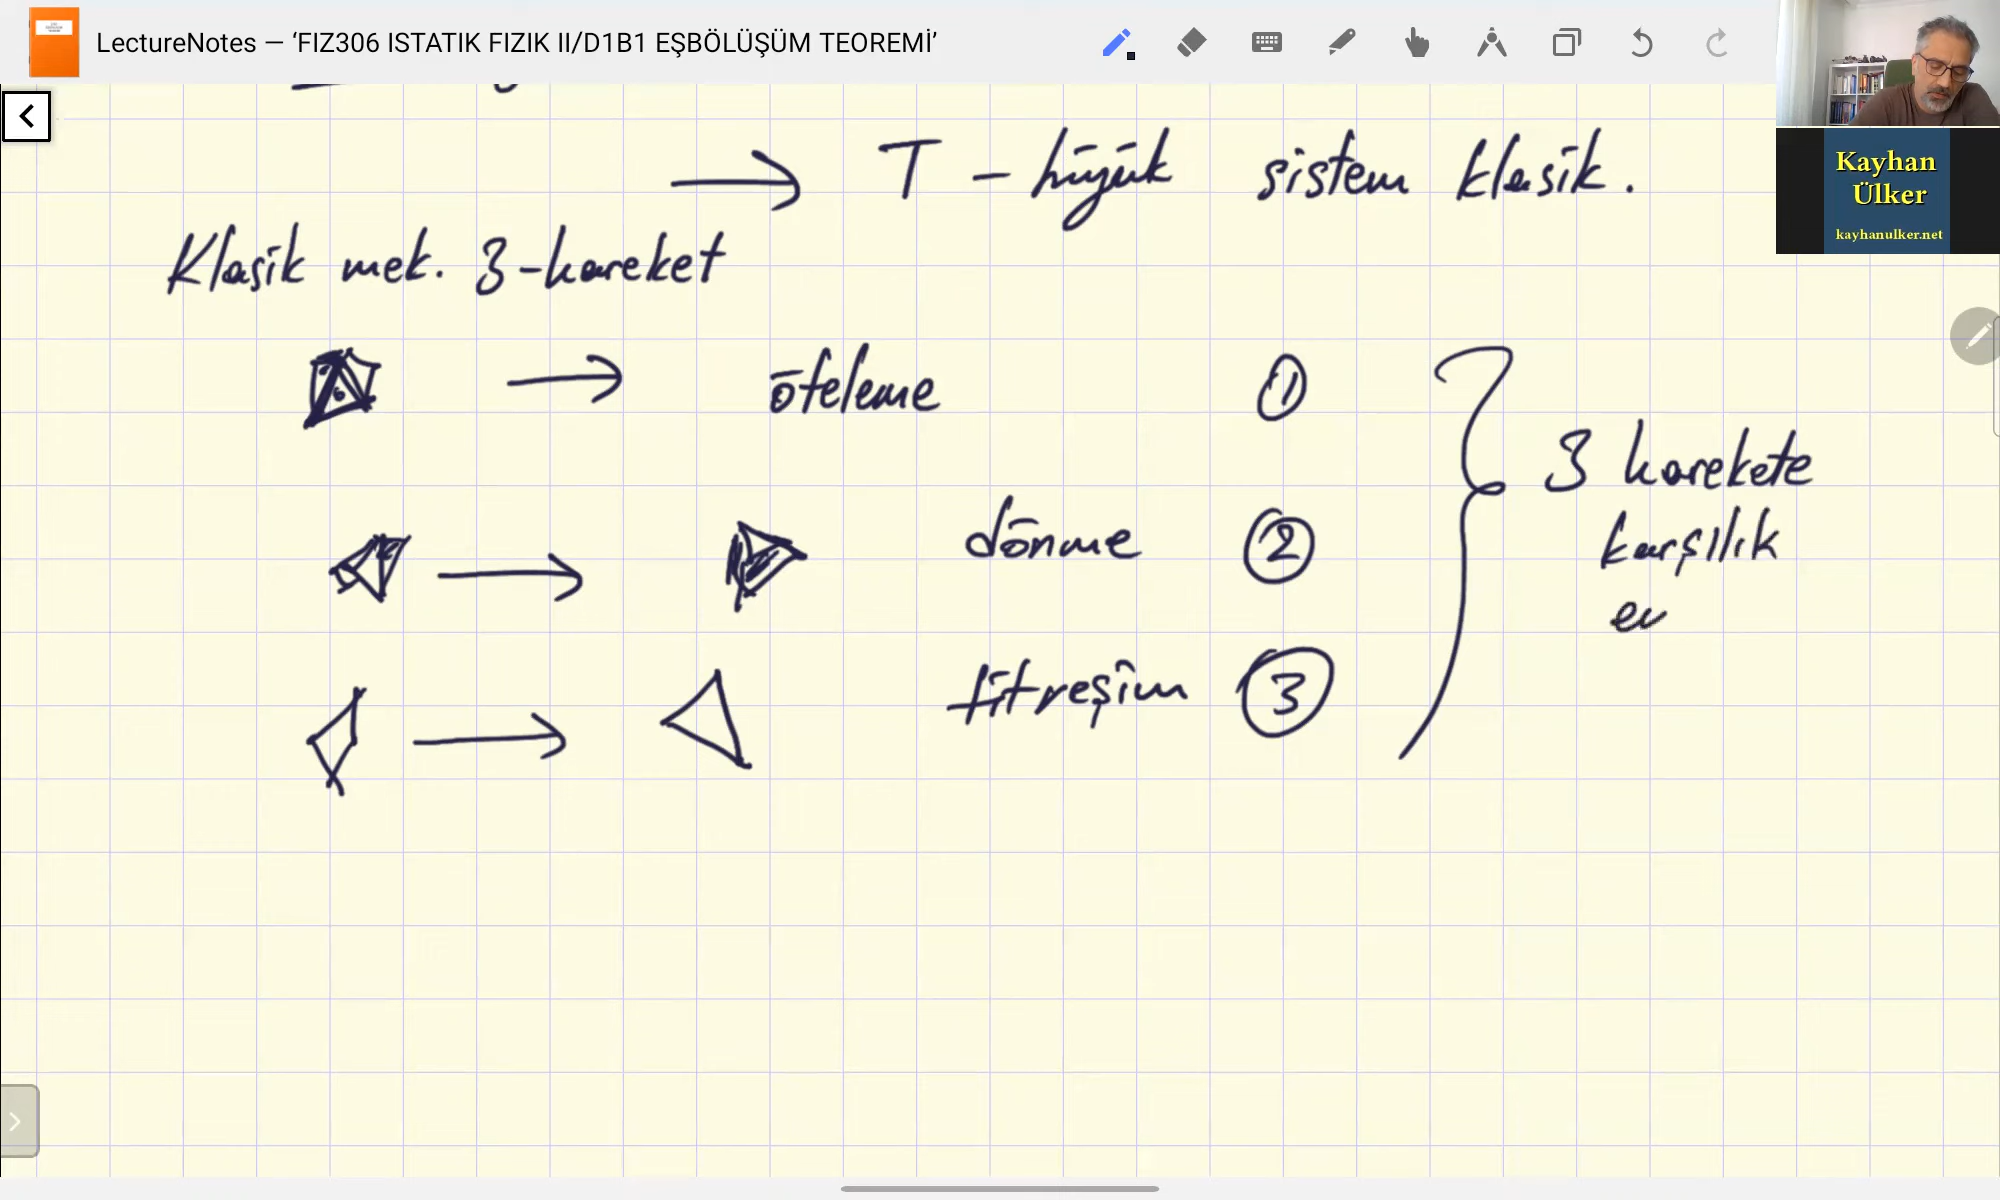 LectureNotes — ‘FIZ306 ISTATIK FIZIK II/D1B1 EŞBÖLÜŞÜM TEOREMİ’
Kayhan
Ülker
kayhanulker.net
→ T – büyük sistem klasik.
Klasik mek. 3-hareket
→ öteleme ①
→ dönme ②
→ titreşim ③
3 harekete
karşılık
en